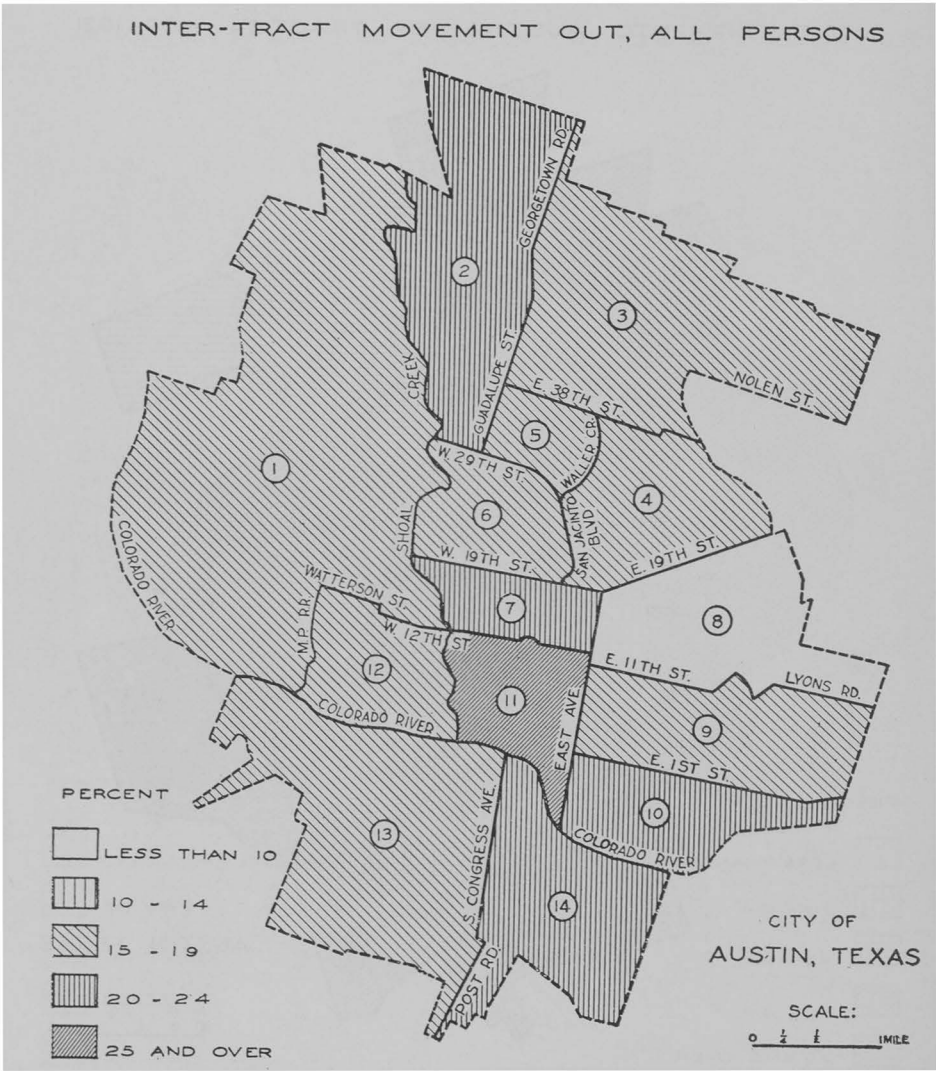 INTER-TRACT MOVEMENT OUT, ALL PERSONS
GEORGETOWN RD.
2
3
GUADALUPE ST.
CREEK
NOLEN ST.
E. 38TH ST.
5
WALLER CR.
W. 29TH ST.
1
4
6
SAN JACINTO
BLVD
SHOAL
COLORADO RIVER
W. 19TH ST.
E. 19TH ST.
WATTERSON ST.
7
8
M.P. R.R.
W. 12TH ST
E. 11TH ST.
LYONS RD.
12
11
EAST AVE.
9
COLORADO RIVER
E. 1ST ST.
PERCENT
10
13
S. CONGRESS AVE.
COLORADO RIVER
LESS THAN 10
10 - 14
14
15 - 19
POST RD.
20 - 24
25 AND OVER
CITY OF
AUSTIN, TEXAS
SCALE:
0 1/4 1/2 1MILE